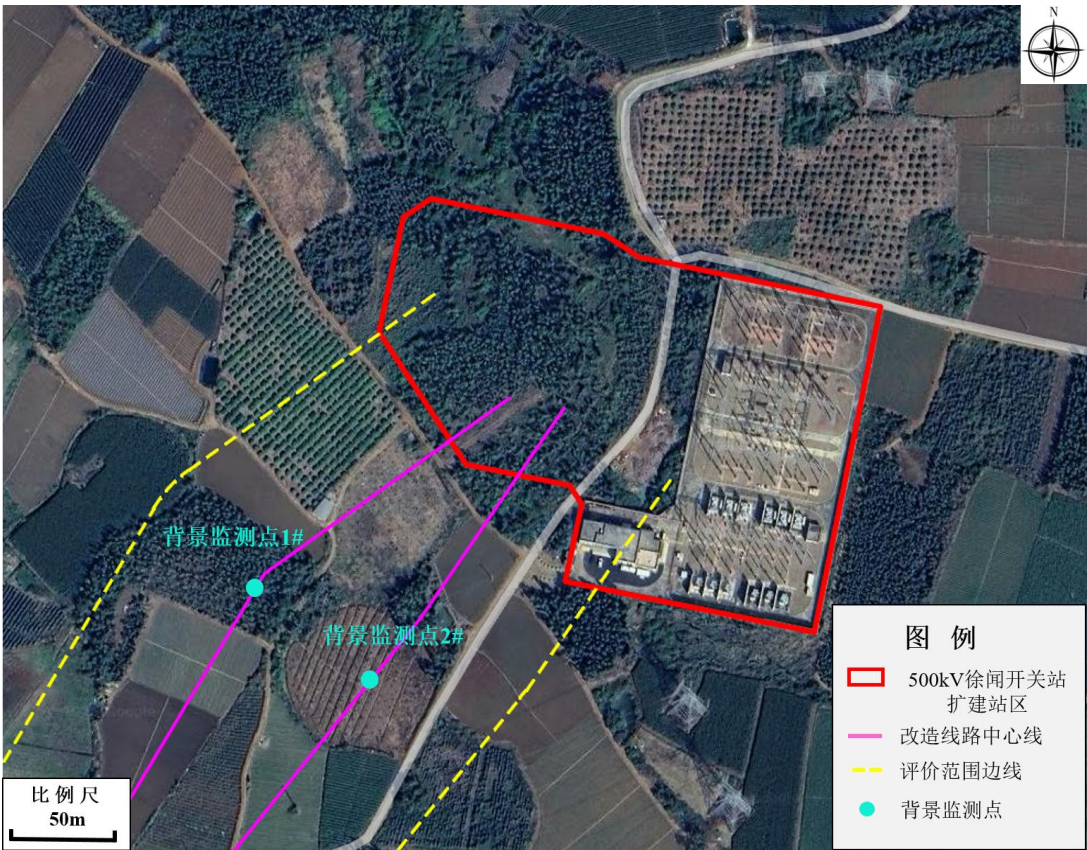 N
背景监测点1#
背景监测点2#
图 例
500kV徐闻开关站
扩建站区
改造线路中心线
评价范围边线
背景监测点
比例尺
50m